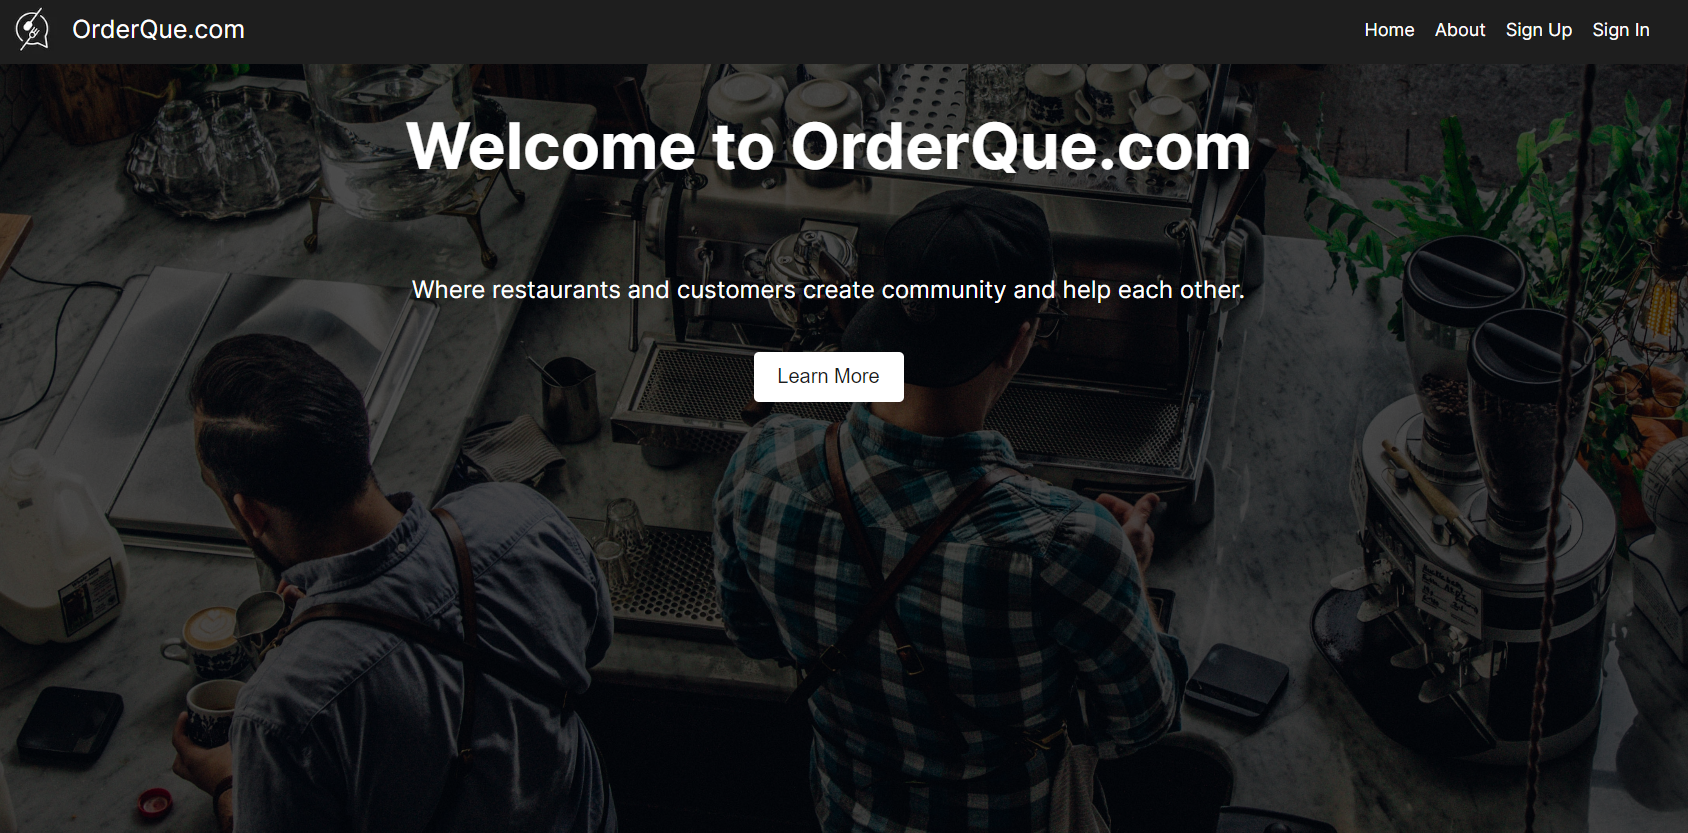 OrderQue.com
Home About Sign Up Sign In
Welcome to OrderQue.com
Where restaurants and customers create community and help each other.
Learn More